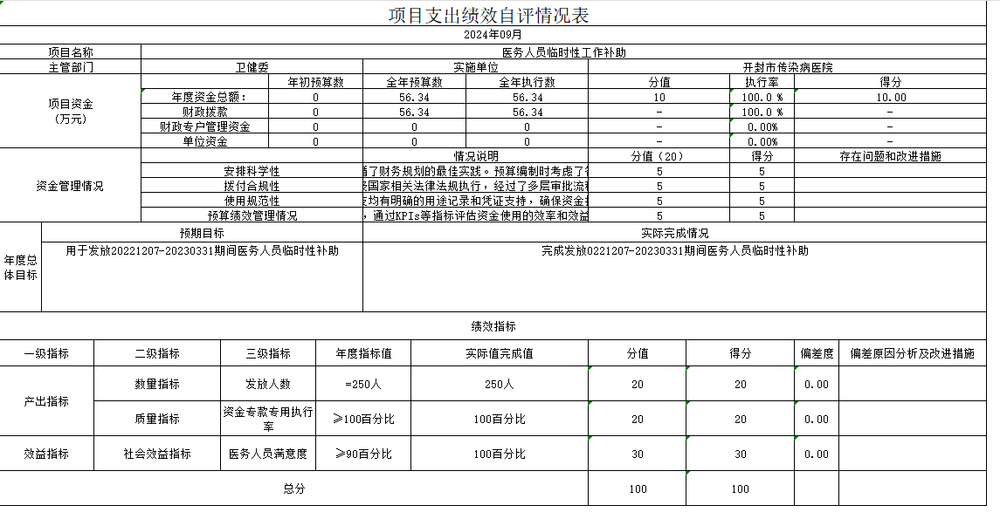 项目支出绩效自评情况表
2024年09月
项目名称 医务人员临时性工作补助
主管部门 卫健委 实施单位 开封市传染病医院
项目资金
(万元)
年初预算数 全年预算数 全年执行数 分值 执行率 得分
年度资金总额： 0 56.34 56.34 10 100.0 % 10.00
财政拨款 0 56.34 56.34 - 100.0 % -
财政专户管理资金 0 0 0 - 0.00% -
单位资金 0 0 0 - 0.00% -
资金管理情况
情况说明 分值（20） 得分 存在问题和改进措施
安排科学性 了财务规划的最佳实践。预算编制时考虑了 5 5
拨付合规性 国家相关法律法规执行，经过了多层审批流 5 5
使用规范性 均有明确的用途记录和凭证支持，确保资金 5 5
预算绩效管理情况 ，通过KPIs等指标评估资金使用的效率和效益 5 5
年度总
体目标
预期目标 实际完成情况
用于发放20221207-20230331期间医务人员临时性补助 完成发放0221207-20230331期间医务人员临时性补助
绩效指标
一级指标 二级指标 三级指标 年度指标值 实际值完成值 分值 得分 偏差度 偏差原因分析及改进措施
产出指标
数量指标 发放人数 =250人 250人 20 20 0.00
质量指标 资金专款专用执行
率 ≥100百分比 100百分比 20 20 0.00
效益指标 社会效益指标 医务人员满意度 ≥90百分比 100百分比 30 30 0.00
总分 100 100